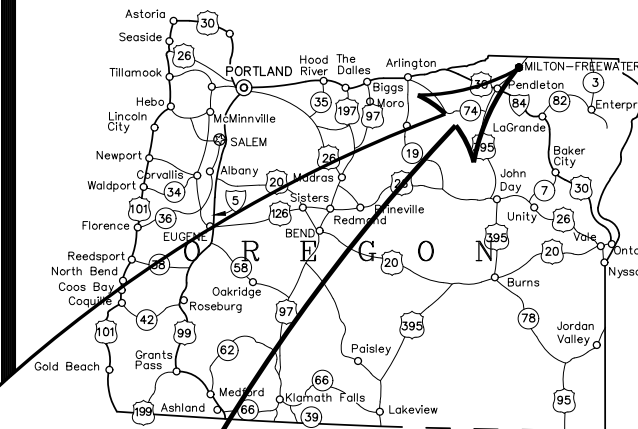 Astoria
30
Seaside
26
Tillamook
PORTLAND
Hood
River
The
Dalles
Arlington
MILTON-FREEWATER
30
Pendleton
3
Biggs
Moro
35
197
97
74
84
82
Enterpr
Hebo
Lincoln
City
McMinnville
SALEM
LaGrande
Newport
Corvallis
Albany
26
19
395
Baker
City
Waldport
34
20
Madras
John
Day
7
30
101
5
Sisters
26
Prineville
36
126
Redmond
Unity
26
Florence
EUGENE
BEND
395
Vale
OREGON
20
Onto
Reedsport
38
58
20
Nyssa
North Bend
Coos Bay
Oakridge
Burns
Coquille
Roseburg
97
42
78
101
99
395
Jordan
Valley
62
Gold Beach
Grants
Pass
Paisley
66
Medford
Klamath Falls
95
199
Ashland
66
39
Lakeview